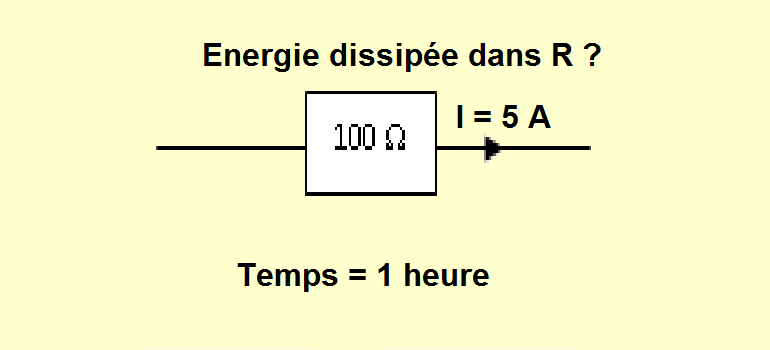 Energie dissipée dans R ?
I = 5 A
100 Ω
Temps = 1 heure